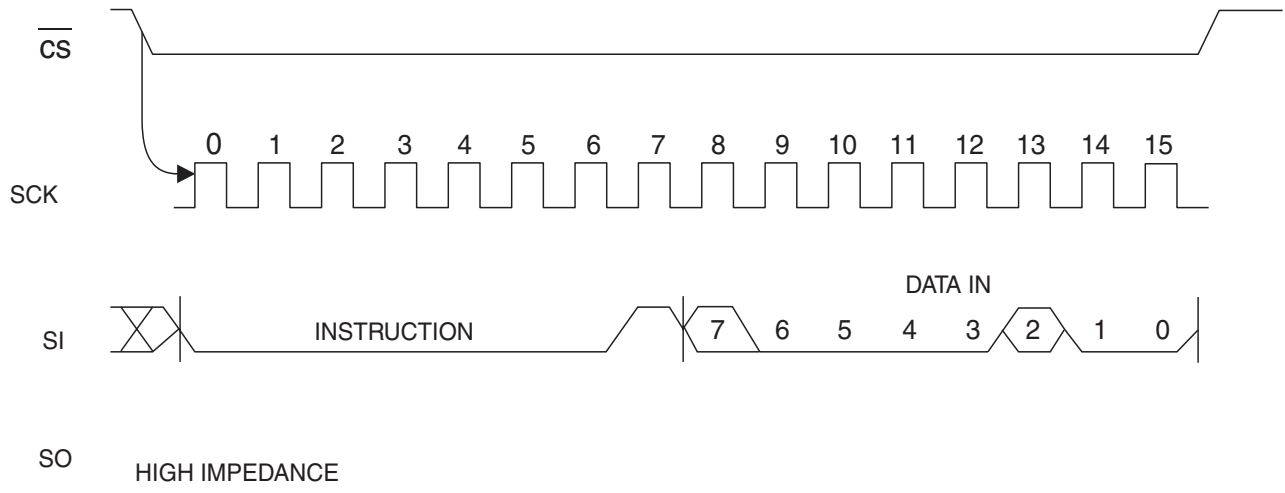 CS
0 1 2 3 4 5 6 7 8 9 10 11 12 13 14 15
SCK
DATA IN
SI INSTRUCTION 7 6 5 4 3 2 1 0
SO HIGH IMPEDANCE